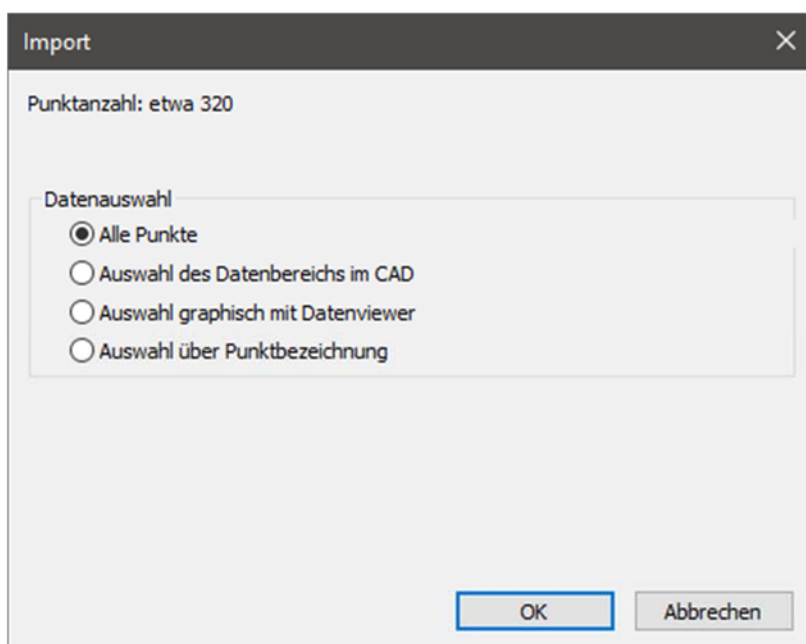 Import
Punktanzahl: etwa 320
Datenauswahl
Alle Punkte
Auswahl des Datenbereichs im CAD
Auswahl graphisch mit Datenviewer
Auswahl über Punktbezeichnung
OK
Abbrechen